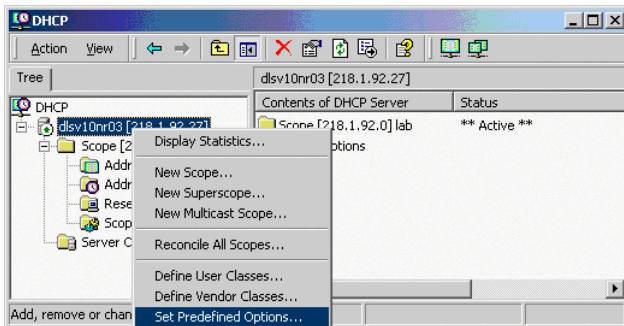 DHCP
Action View
Tree
dlsv10nr03 [218.1.92.27]
DHCP
Contents of DHCP Server Status
dlsv10nr03 [218.1.92.27]
Scope [218.1.92.0] lab ** Active **
Scope [2
ptions
Addr
Addr
Rese
Scop
Server C
Display Statistics...
New Scope...
New Superscope...
New Multicast Scope...
Reconcile All Scopes...
Define User Classes...
Define Vendor Classes...
Set Predefined Options...
Add, remove or chan